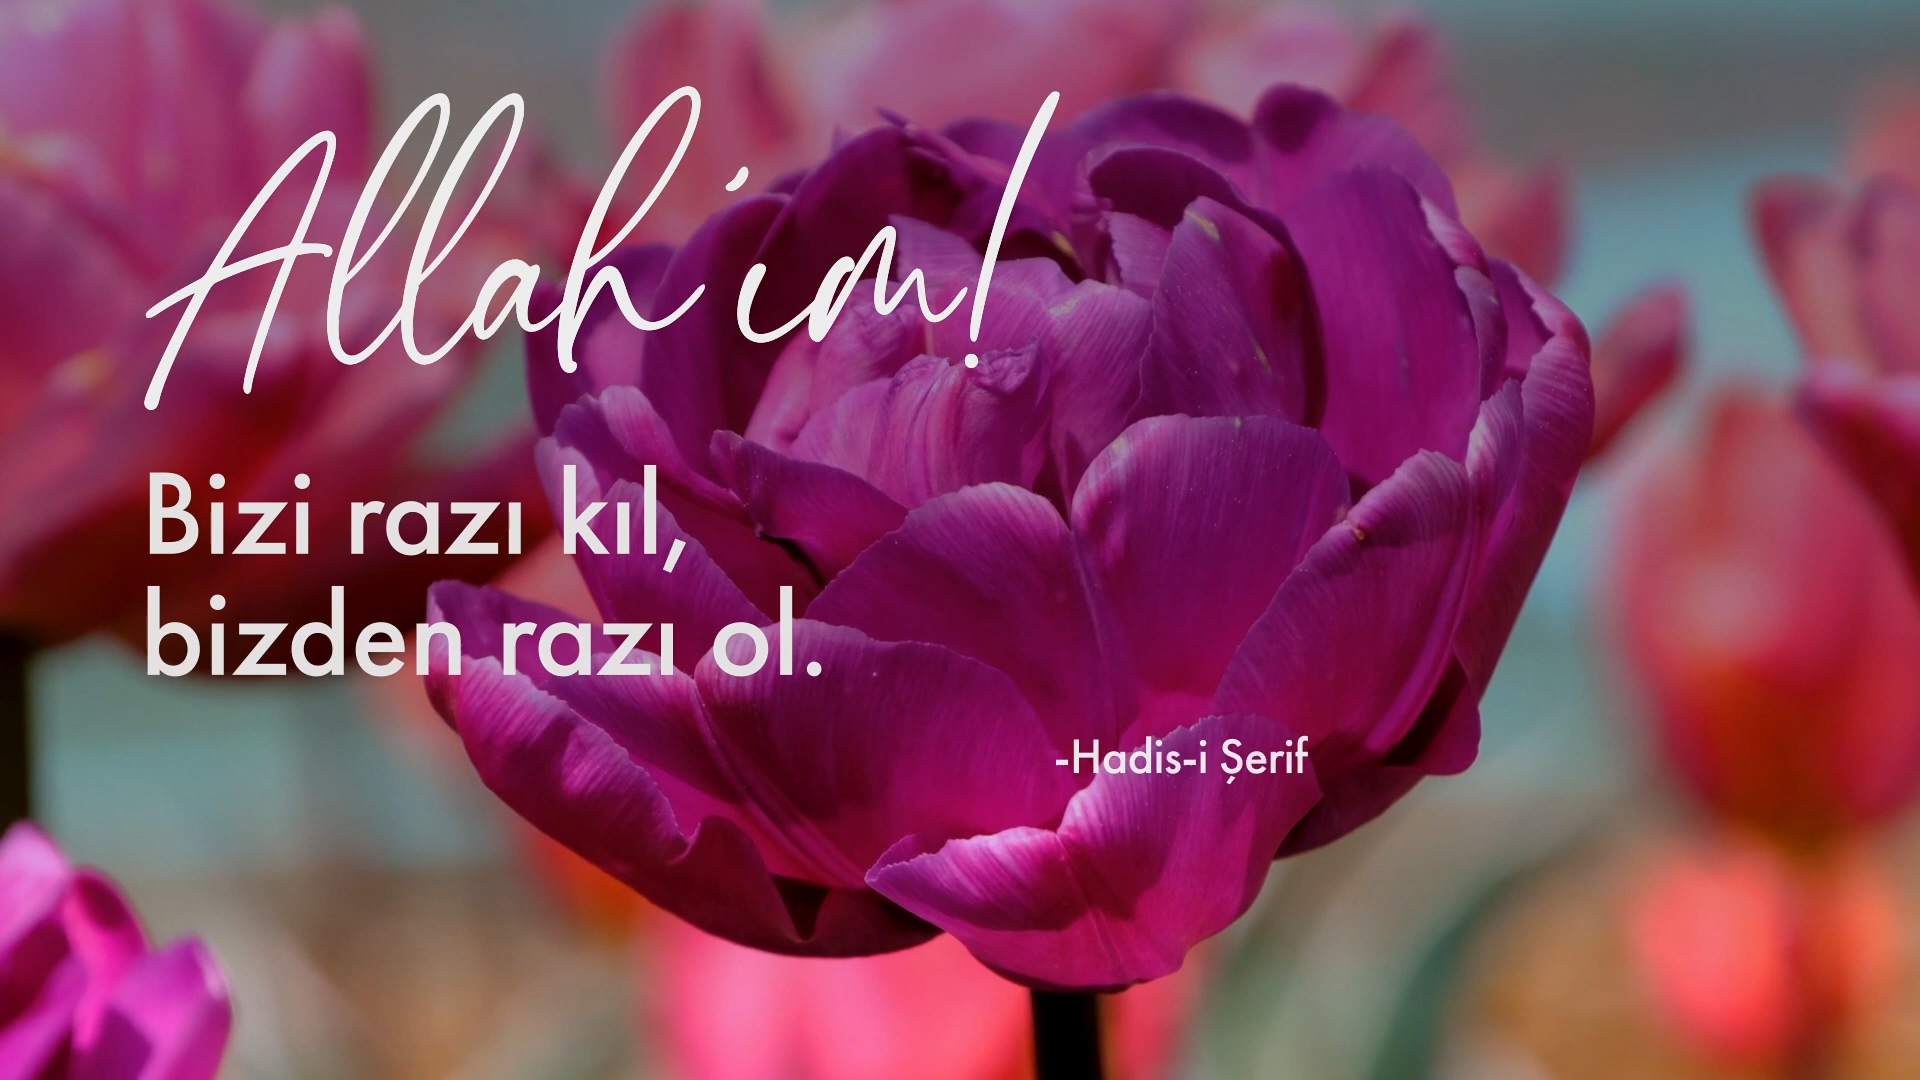 Allah'ım!
Bizi razı kıl,
bizden razı ol.
-Hadis-i Şerif